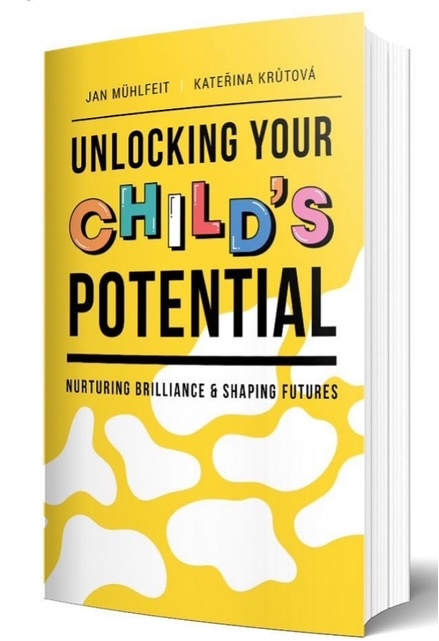 JAN MÜHLFEIT | KATEŘINA KRŮTOVÁ
UNLOCKING YOUR
CHILD'S
POTENTIAL
NURTURING BRILLIANCE & SHAPING FUTURES